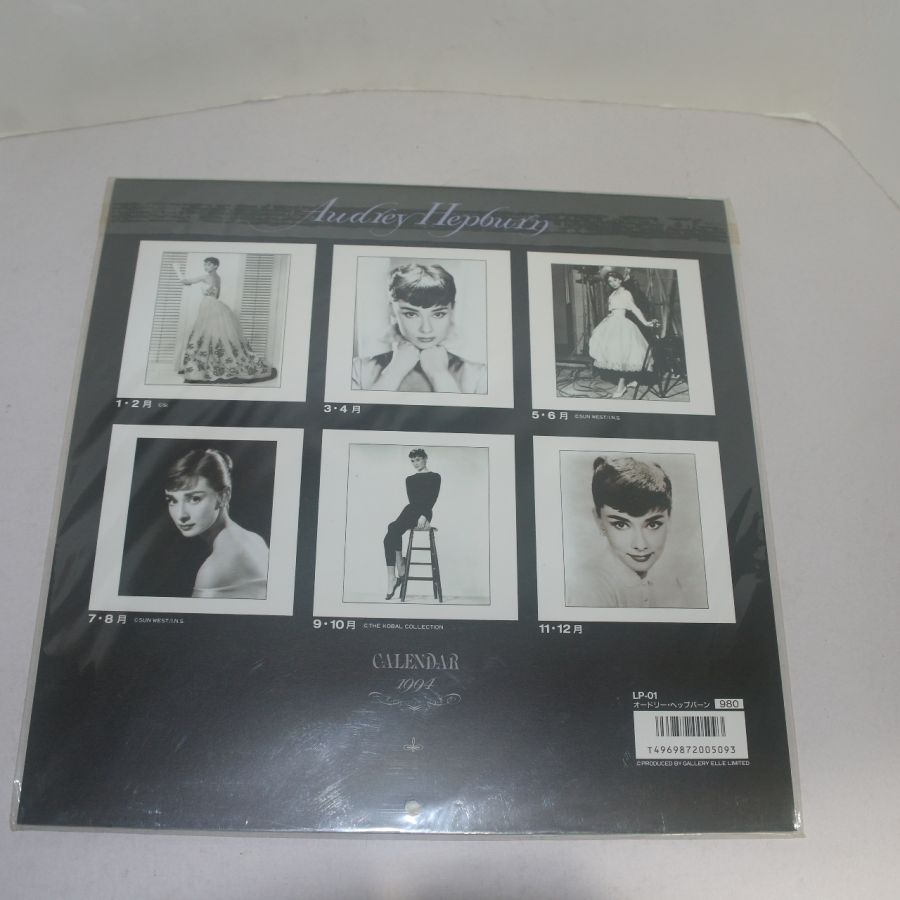 Audrey Hepburn
1・2月
3・4月
5・6月 ©SUN WEST/I.N.S.
7・8月 ©SUN WEST/I.N.S.
9・10月 ©THE KOBAL COLLECTION
11・12月
CALENDAR
1994
LP-01
オードリー・ヘップバーン 980
T4969872005093
©PRODUCED BY GALLERY ELLE LIMITED